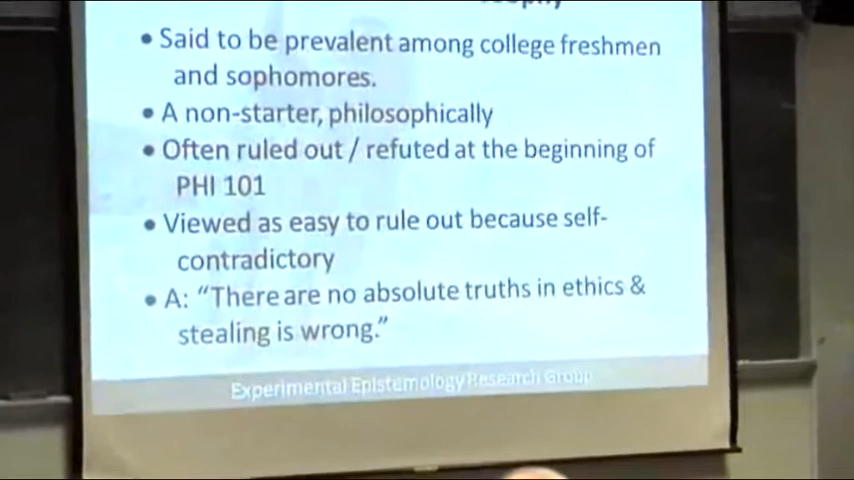 • Said to be prevalent among college freshmen
and sophomores.
• A non-starter, philosophically
• Often ruled out / refuted at the beginning of
PHI 101
• Viewed as easy to rule out because self-
contradictory
• A: “There are no absolute truths in ethics &
stealing is wrong.”
Experimental Epistemology Research Group